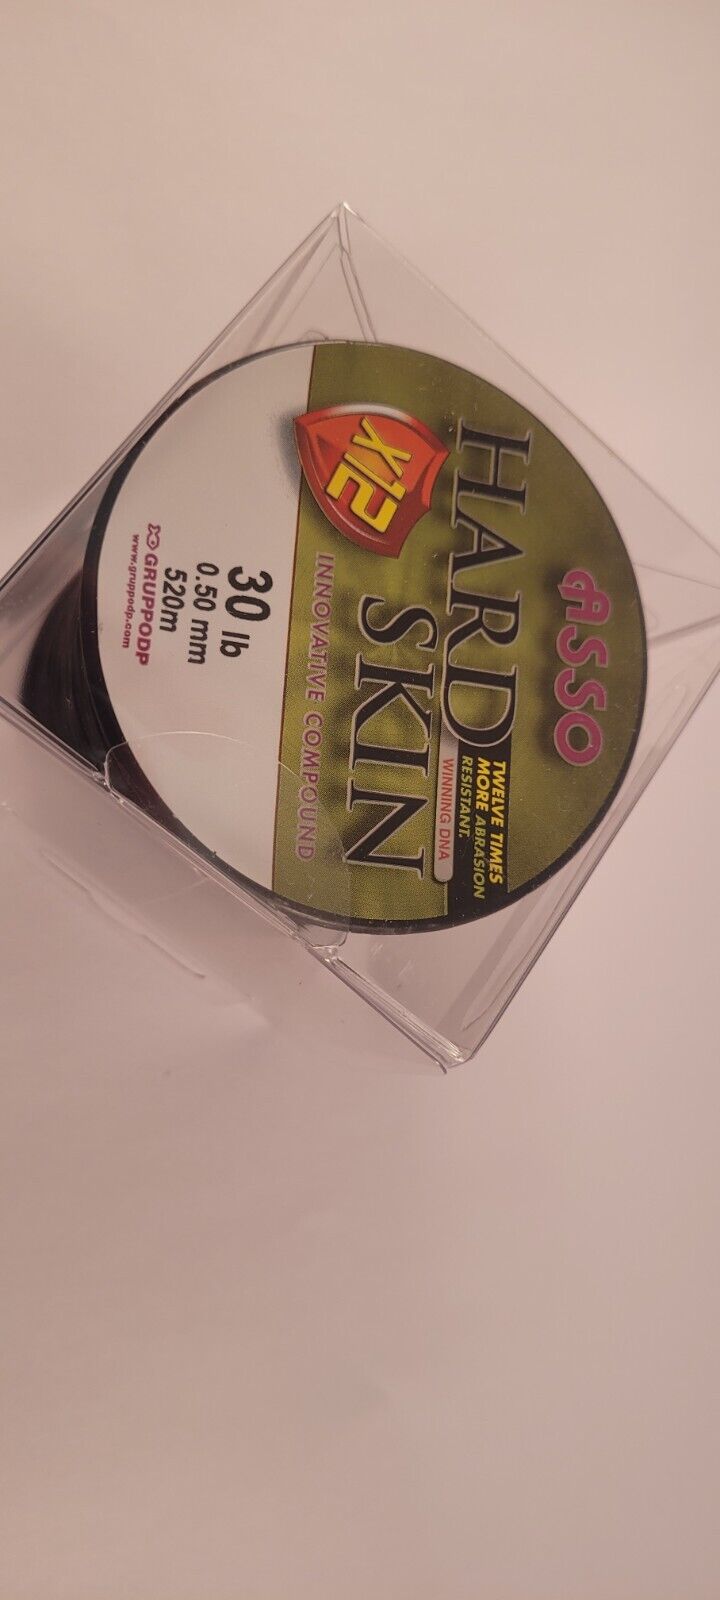 ASSO
TWELVE TIMES
MORE ABRASION
RESISTANT.
HARD
WINNING DNA
SKIN
X12
INNOVATIVE COMPOUND
30 lb
0.50 mm
520m
GRUPPODP
www.gruppodp.com